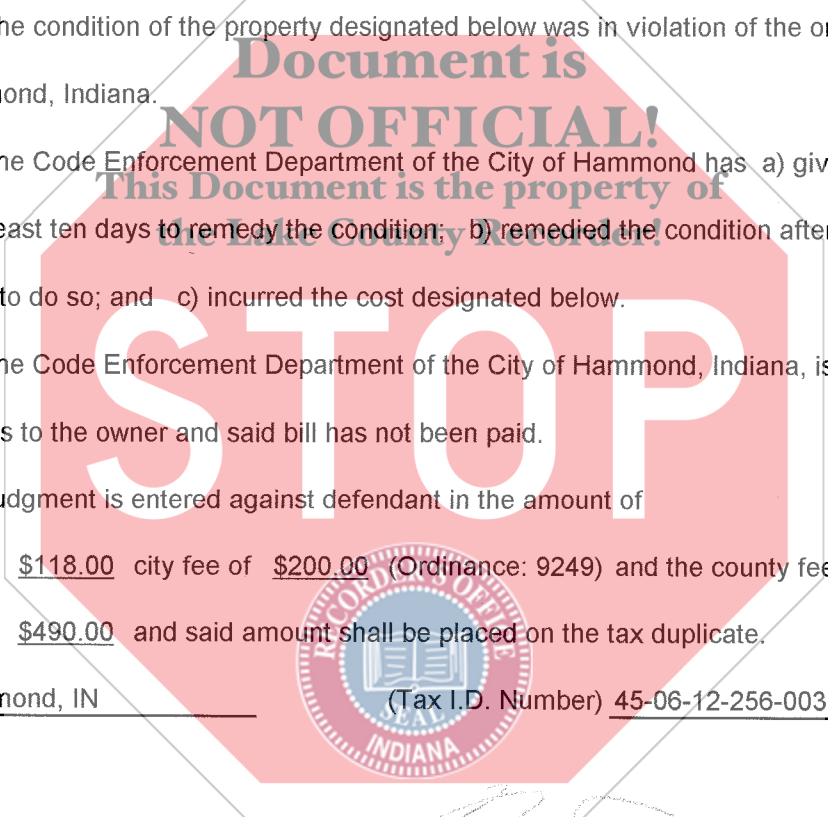 he condition of the property designated below was in violation of the or
Document is
ond, Indiana.
NOT OFFICIAL!
ne Code Enforcement Department of the City of Hammond has a) giv
This Document is the property of
east ten days to remedy the condition; b) remedied the condition after
the Lake County Recorder!
to do so; and c) incurred the cost designated below.
STOP
ne Code Enforcement Department of the City of Hammond, Indiana, is
s to the owner and said bill has not been paid.
udgment is entered against defendant in the amount of
$118.00 city fee of $200.00 (Ordinance: 9249) and the county fee
$490.00 and said amount shall be placed on the tax duplicate.
RECORDER'S OFFICE
mond, IN (Tax I.D. Number) 45-06-12-256-003
SEAL
INDIANA